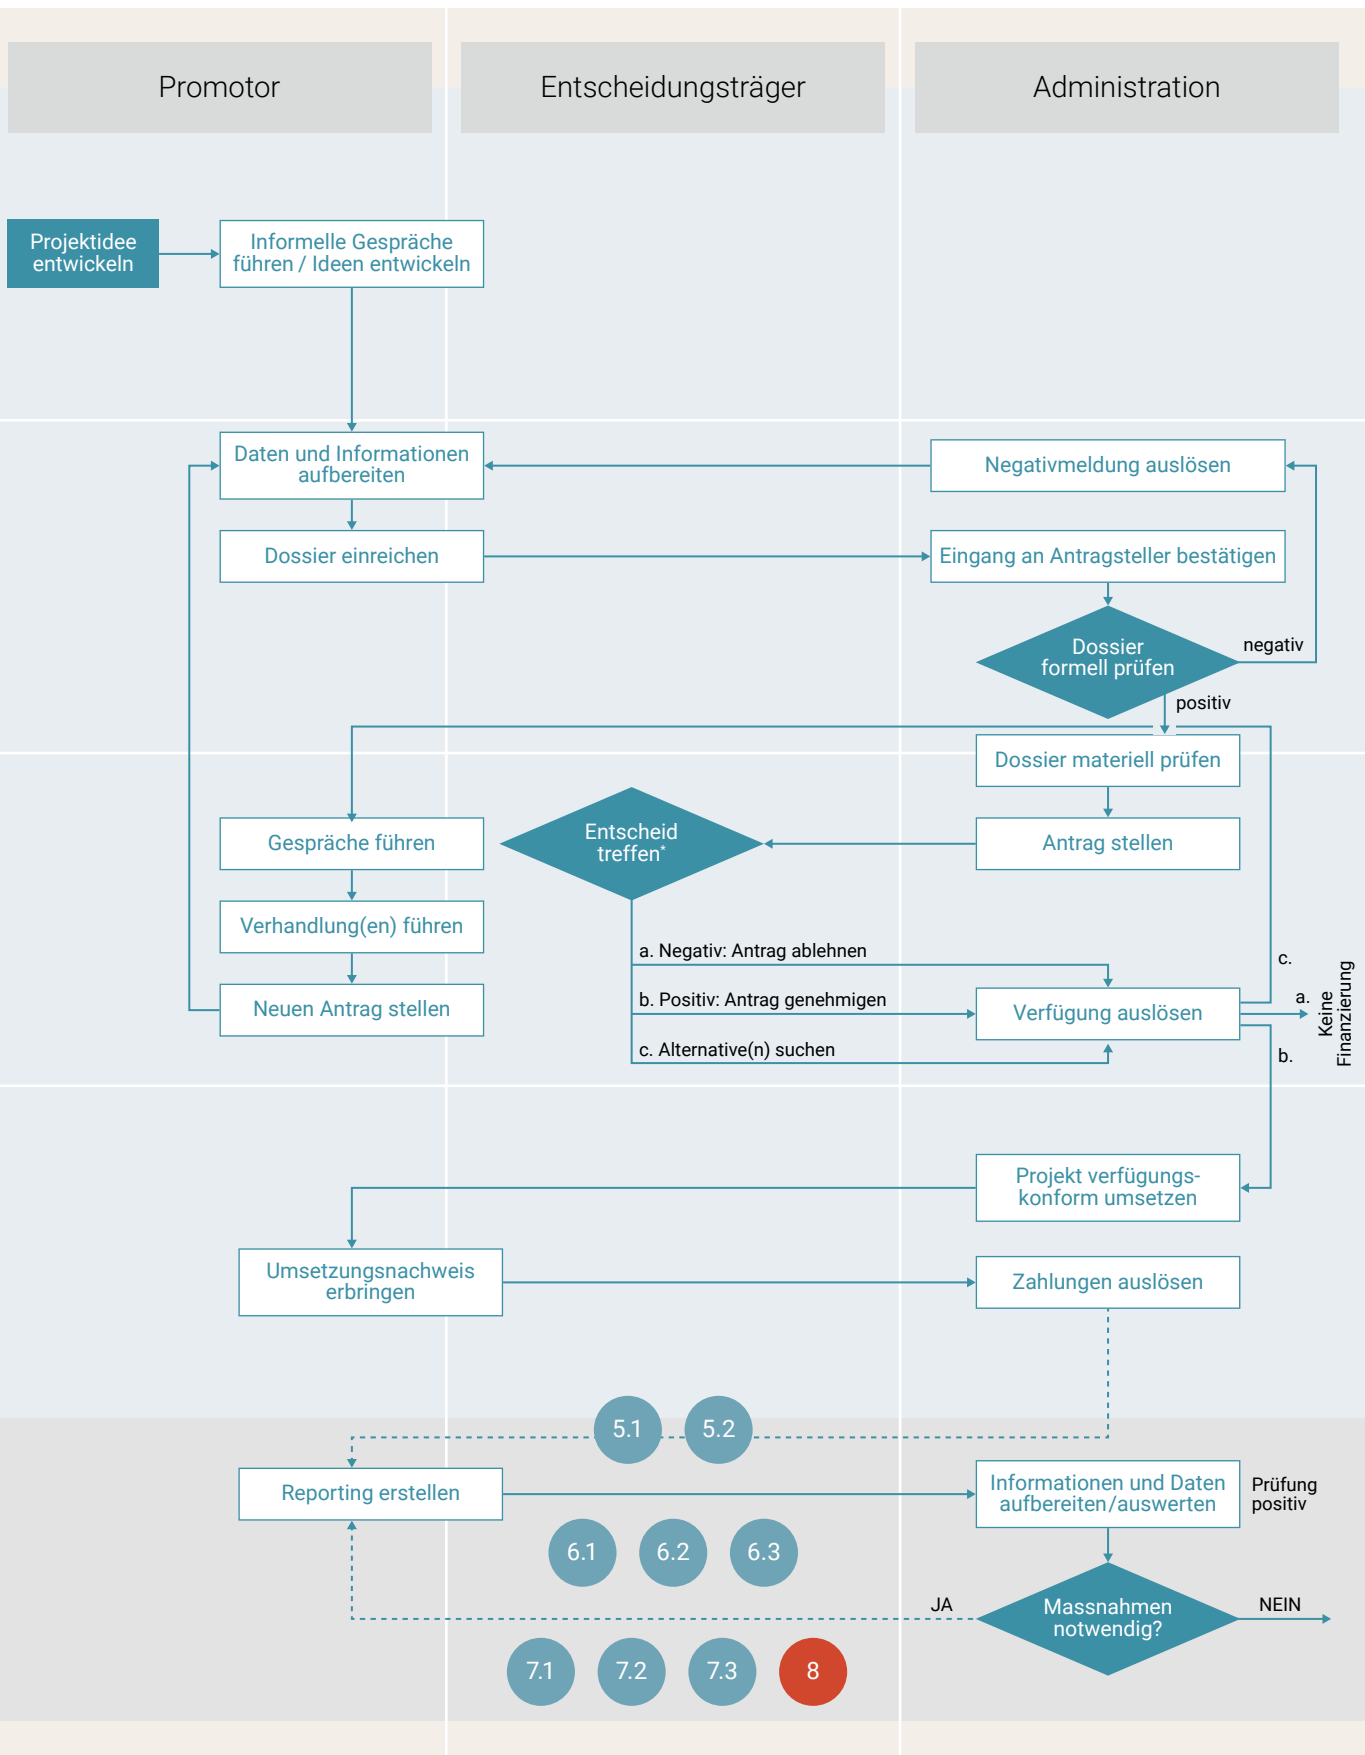 Promotor
Entscheidungsträger
Administration
Projektidee
entwickeln
Informelle Gespräche
führen / Ideen entwickeln
Daten und Informationen
aufbereiten
Negativmeldung auslösen
Dossier einreichen
Eingang an Antragsteller bestätigen
Dossier
formell prüfen
negativ
positiv
Dossier materiell prüfen
Gespräche führen
Entscheid
treffen*
Antrag stellen
Verhandlung(en) führen
a. Negativ: Antrag ablehnen
c.
Neuen Antrag stellen
b. Positiv: Antrag genehmigen
Verfügung auslösen
a.
Keine
Finanzierung
c. Alternative(n) suchen
b.
Projekt verfügungs-
konform umsetzen
Umsetzungsnachweis
erbringen
Zahlungen auslösen
5.1
5.2
Reporting erstellen
Informationen und Daten
aufbereiten/auswerten
Prüfung
positiv
6.1
6.2
6.3
JA
Massnahmen
notwendig?
NEIN
7.1
7.2
7.3
8